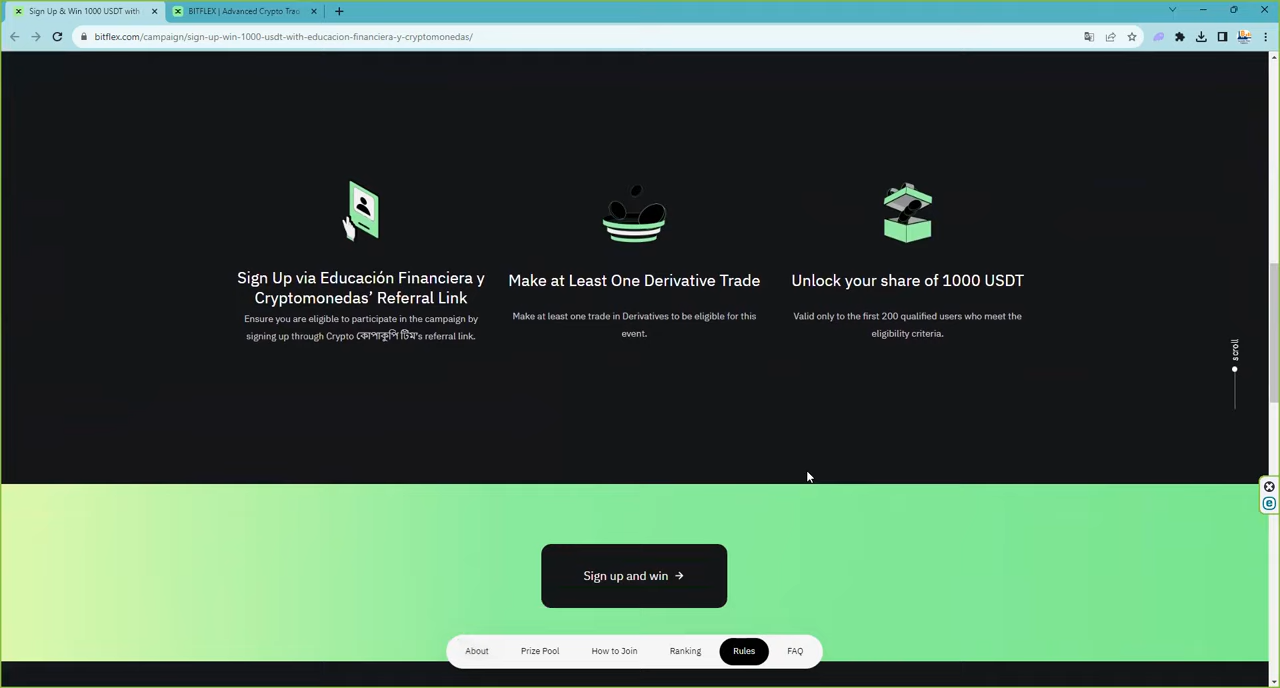 Sign Up & Win 1000 USDT with
BITFLEX | Advanced Crypto Trad
bitflex.com/campaign/sign-up-win-1000-usdt-with-educacion-financiera-y-cryptomonedas/
Sign Up via Educación Financiera y
Cryptomonedas’ Referral Link
Ensure you are eligible to participate in the campaign by
signing up through Crypto কোপাকুপি টিম's referral link.
Make at Least One Derivative Trade
Make at least one trade in Derivatives to be eligible for this
event.
Unlock your share of 1000 USDT
Valid only to the first 200 qualified users who meet the
eligibility criteria.
scroll
Sign up and win →
About
Prize Pool
How to Join
Ranking
Rules
FAQ